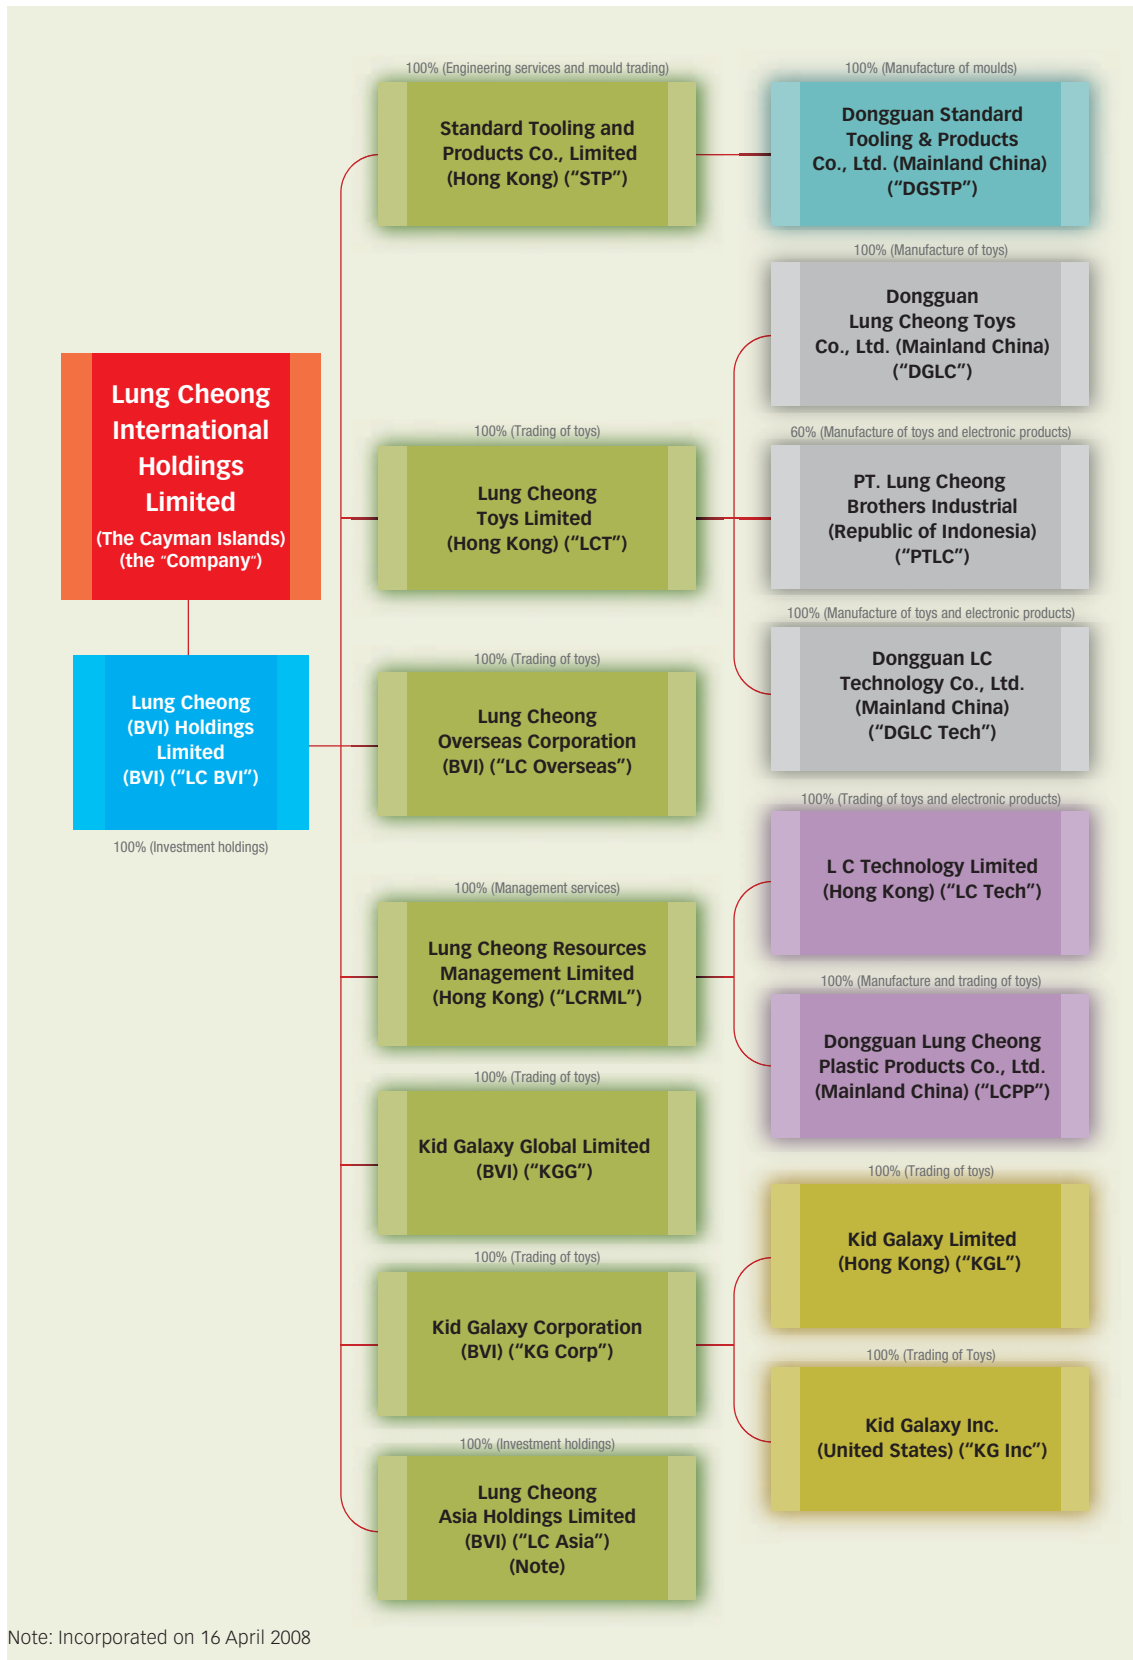 Lung Cheong
International
Holdings
Limited
(The Cayman Islands)
(the “Company”)
Lung Cheong
(BVI) Holdings
Limited
(BVI) (“LC BVI”)
100% (Investment holdings)
100% (Engineering services and mould trading)
Standard Tooling and
Products Co., Limited
(Hong Kong) (“STP”)
100% (Manufacture of moulds)
Dongguan Standard
Tooling & Products
Co., Ltd. (Mainland China)
(“DGSTP”)
100% (Trading of toys)
Lung Cheong
Toys Limited
(Hong Kong) (“LCT”)
100% (Manufacture of toys)
Dongguan
Lung Cheong Toys
Co., Ltd. (Mainland China)
(“DGLC”)
60% (Manufacture of toys and electronic products)
PT. Lung Cheong
Brothers Industrial
(Republic of Indonesia)
(“PTLC”)
100% (Manufacture of toys and electronic products)
Dongguan LC
Technology Co., Ltd.
(Mainland China)
(“DGLC Tech”)
100% (Trading of toys)
Lung Cheong
Overseas Corporation
(BVI) (“LC Overseas”)
100% (Management services)
Lung Cheong Resources
Management Limited
(Hong Kong) (“LCRML”)
100% (Trading of toys and electronic products)
L C Technology Limited
(Hong Kong) (“LC Tech”)
100% (Manufacture and trading of toys)
Dongguan Lung Cheong
Plastic Products Co., Ltd.
(Mainland China) (“LCPP”)
100% (Trading of toys)
Kid Galaxy Global Limited
(BVI) (“KGG”)
100% (Trading of toys)
Kid Galaxy Corporation
(BVI) (“KG Corp”)
100% (Trading of toys)
Kid Galaxy Limited
(Hong Kong) (“KGL”)
100% (Trading of Toys)
Kid Galaxy Inc.
(United States) (“KG Inc”)
100% (Investment holdings)
Lung Cheong
Asia Holdings Limited
(BVI) (“LC Asia”)
(Note)
Note: Incorporated on 16 April 2008